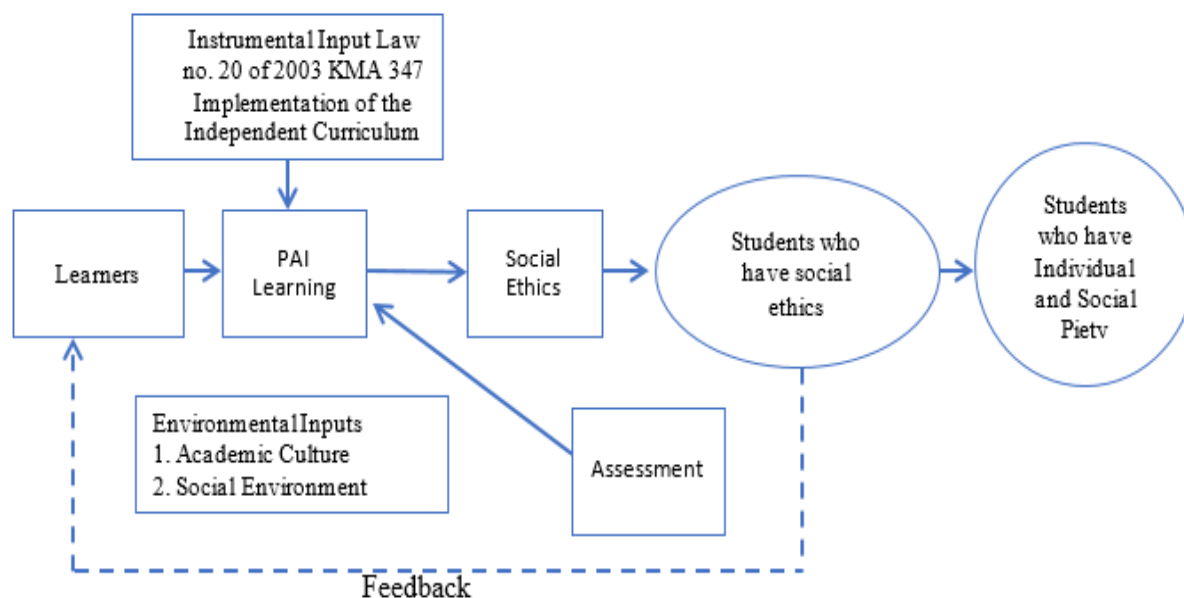 Instrumental Input Law
no. 20 of 2003 KMA 347
Implementation of the
Independent Curriculum
Learners
PAI
Learning
Social
Ethics
Students who
have social
ethics
Students
who have
Individual
and Social
Piety
Environmental Inputs
1. Academic Culture
2. Social Environment
Assessment
Feedback